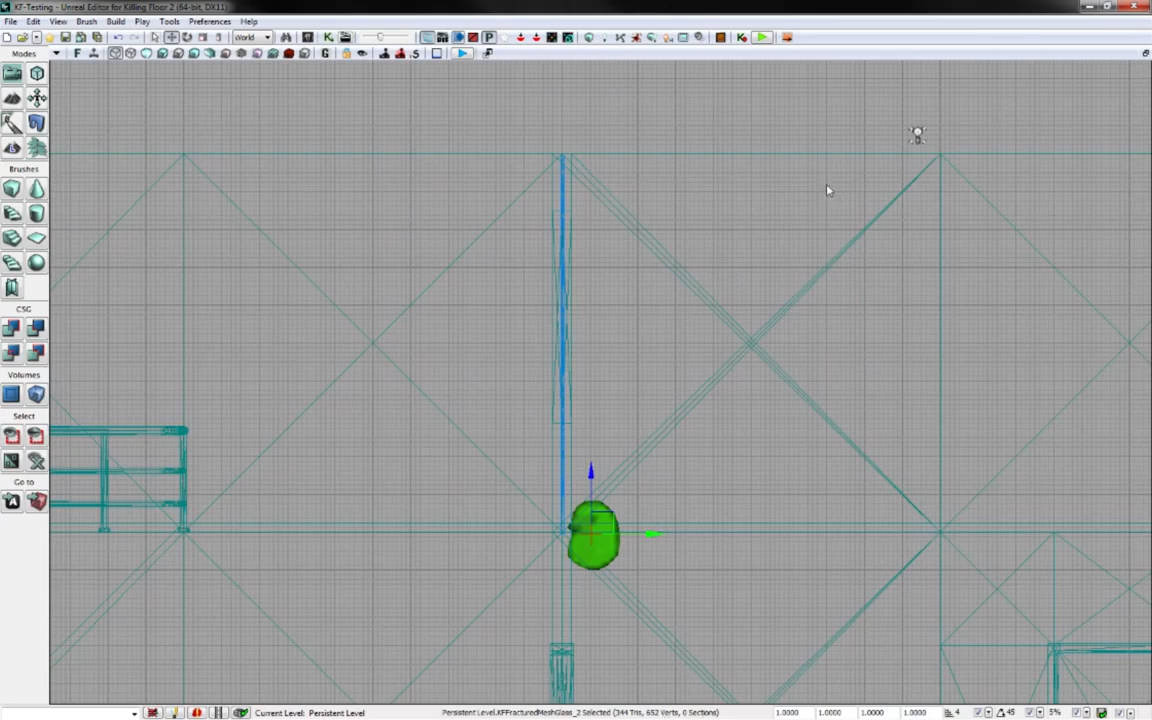 KF-Testing - Unreal Editor for Killing Floor 2 (64-bit, DX11)
File Edit View Brush Build Play Tools Preferences Help
World
Modes
Brushes
CSG
Volumes
Select
Go to
Current Level: Persistent Level
Persistent Level.KFFracturedMeshGlass_2 Selected (344 Tris, 652 Verts, 0 Sections)
1.0000 1.0000 1.0000 1.0000 4 45 5%